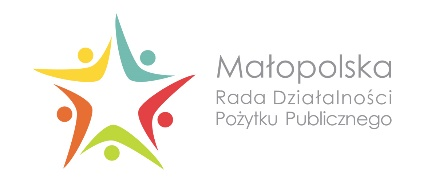 Małopolska
Rada Działalności
Pożytku Publicznego